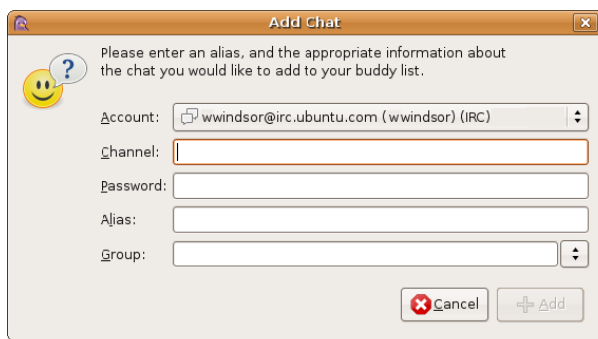 Add Chat
Please enter an alias, and the appropriate information about
the chat you would like to add to your buddy list.
Account: wwindsor@irc.ubuntu.com (wwindsor) (IRC)
Channel:
Password:
Alias:
Group:
Cancel Add